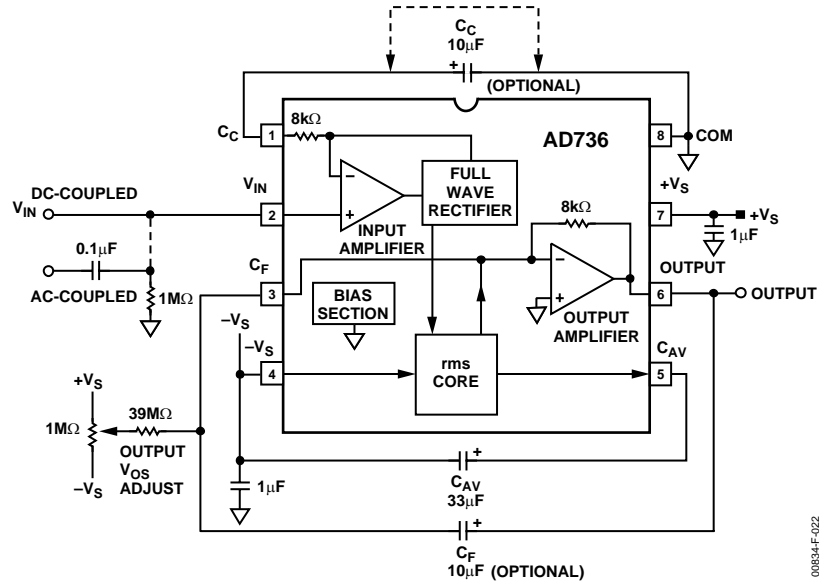 C_C
10µF
+
(OPTIONAL)
8kΩ
C_C
1
AD736
8
COM
FULL
WAVE
RECTIFIER
DC-COUPLED
V_IN
V_IN
2
−
+
INPUT
AMPLIFIER
8kΩ
+V_S
7
+V_S
1µF
0.1µF
AC-COUPLED
1MΩ
C_F
3
BIAS
SECTION
−
+
OUTPUT
AMPLIFIER
OUTPUT
6
OUTPUT
−V_S
−V_S
4
rms
CORE
C_AV
5
+V_S
1MΩ
−V_S
39MΩ
OUTPUT
V_OS
ADJUST
1µF
+
C_AV
33µF
+
C_F
10µF (OPTIONAL)
00834-F-022